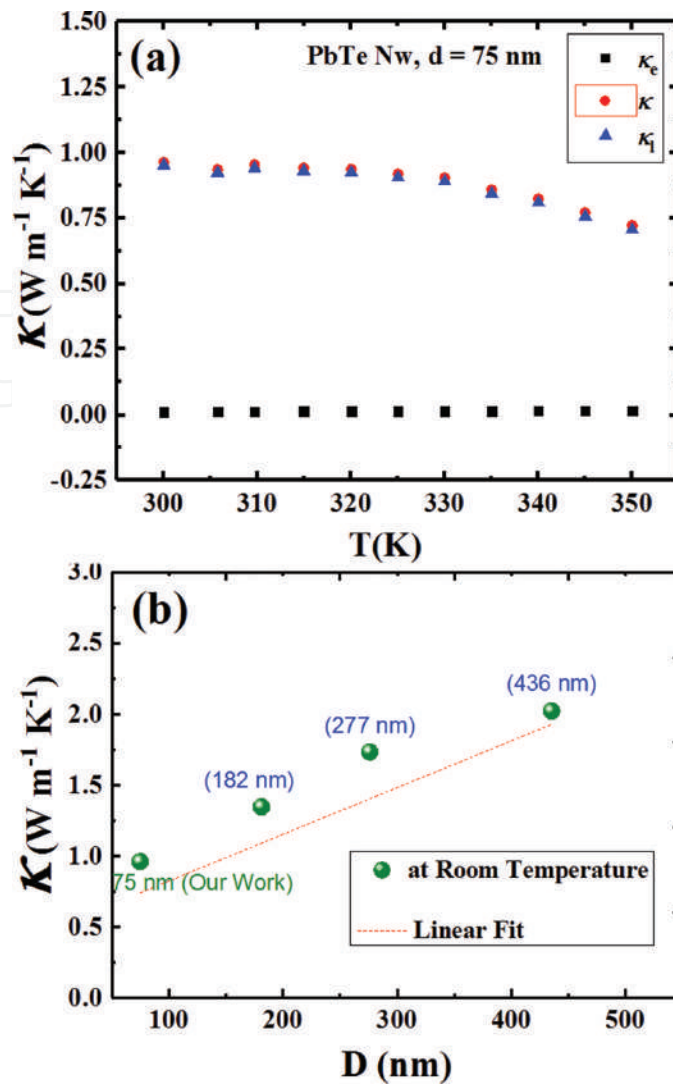 (a)
PbTe Nw, d = 75 nm
κe
κ
κl
1.50
1.25
1.00
0.75
0.50
0.25
0.00
-0.25
κ(W m⁻¹ K⁻¹)
300 310 320 330 340 350
T(K)
(b)
3.0
2.5
2.0
1.5
1.0
0.5
0.0
κ(W m⁻¹ K⁻¹)
(436 nm)
(277 nm)
(182 nm)
75 nm (Our Work)
at Room Temperature
Linear Fit
100 200 300 400 500
D (nm)